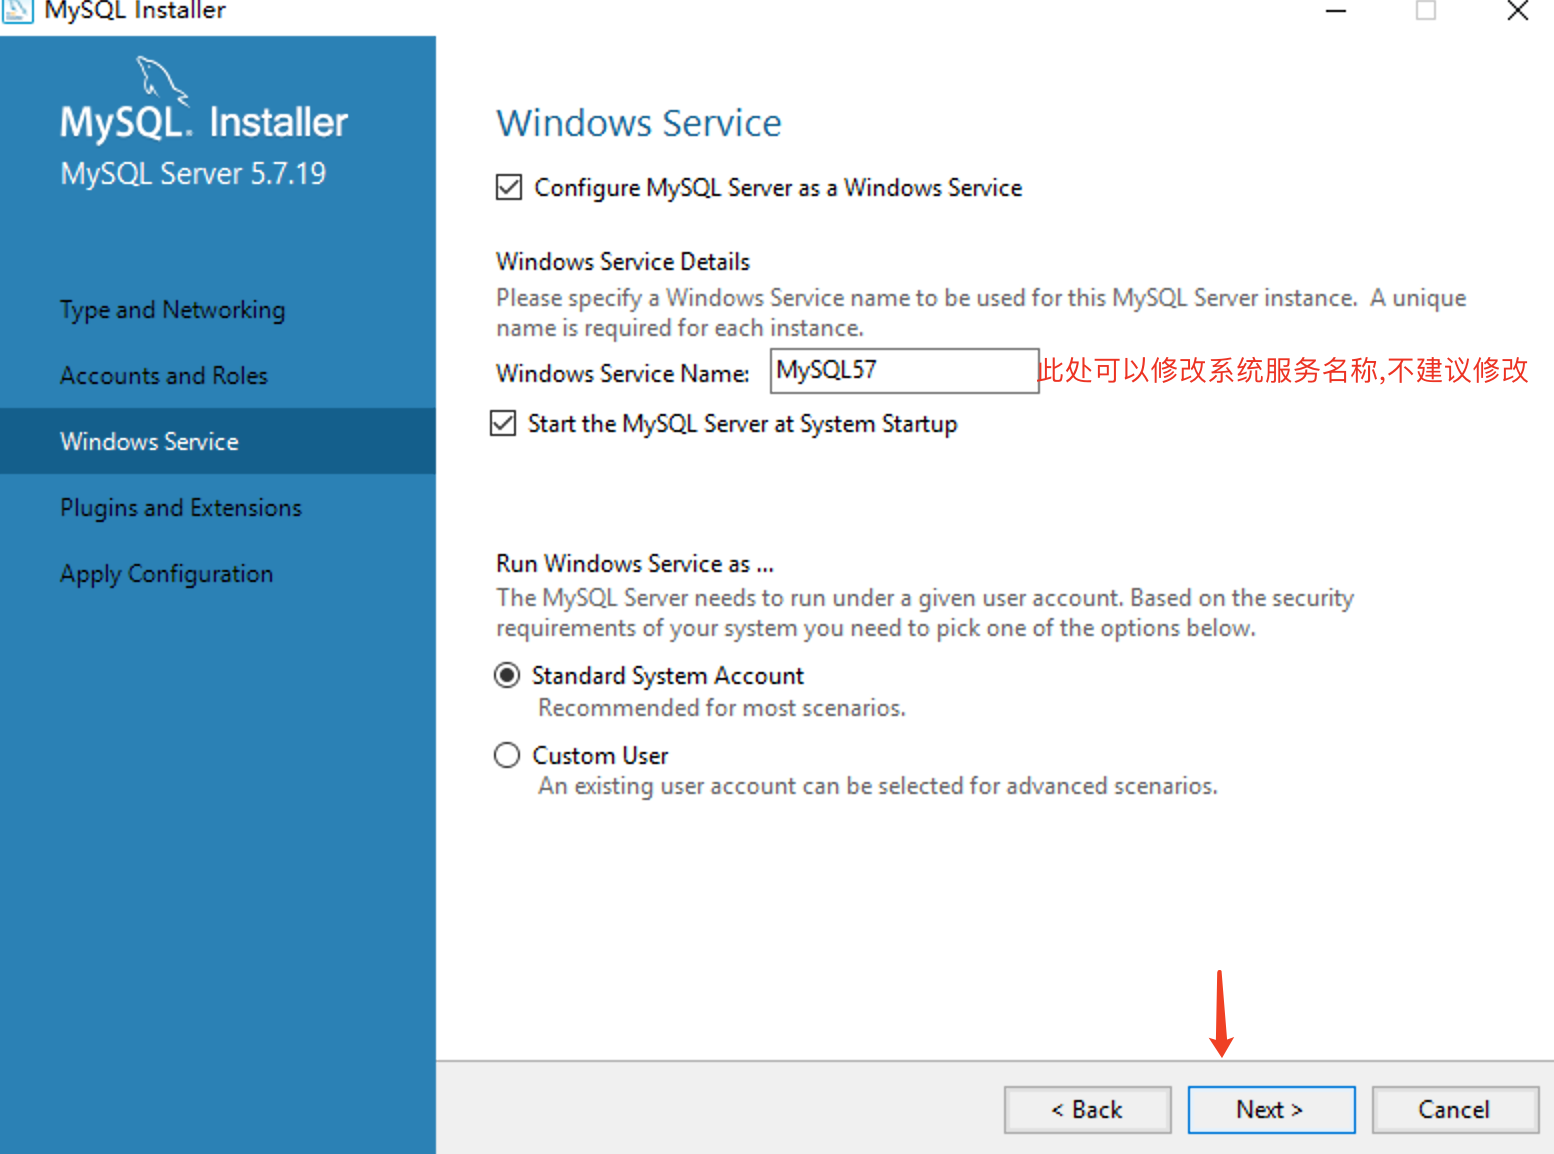 MySQL Installer
MySQL. Installer
MySQL Server 5.7.19
Type and Networking
Accounts and Roles
Windows Service
Plugins and Extensions
Apply Configuration
Windows Service
Configure MySQL Server as a Windows Service
Windows Service Details
Please specify a Windows Service name to be used for this MySQL Server instance. A unique
name is required for each instance.
Windows Service Name: MySQL57 此处可以修改系统服务名称,不建议修改
Start the MySQL Server at System Startup
Run Windows Service as ...
The MySQL Server needs to run under a given user account. Based on the security
requirements of your system you need to pick one of the options below.
Standard System Account
Recommended for most scenarios.
Custom User
An existing user account can be selected for advanced scenarios.
< Back Next > Cancel